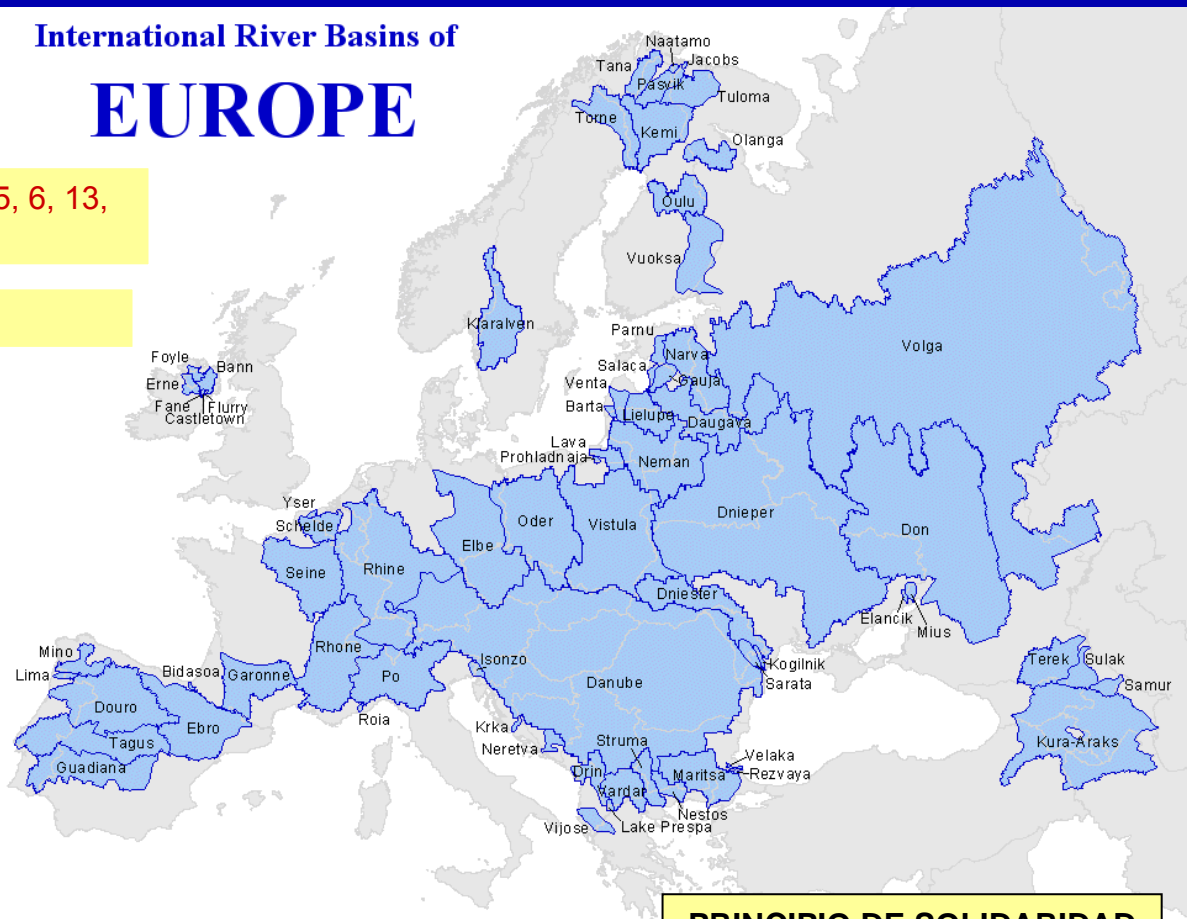 International River Basins of
EUROPE
5, 6, 13,
Naatamo
Tana
Jacobs
Pasvik
Tuloma
Torne
Kemi
Olanga
Oulu
Vuoksa
Klaralven
Parnu
Narva
Volga
Salaca
Gauja
Venta
Barta
Lielupe
Daugava
Foyle
Bann
Erne
Fane
Flurry
Castletown
Lava
Prohladnaja
Neman
Yser
Schelde
Oder
Vistula
Dnieper
Don
Elbe
Seine
Rhine
Dniester
Elancik
Mius
Mino
Lima
Bidasoa
Garonne
Rhone
Po
Isonzo
Danube
Kogilnik
Sarata
Terek
Sulak
Samur
Douro
Ebro
Roia
Krka
Neretva
Struma
Kura-Araks
Tagus
Guadiana
Drin
Vardar
Maritsa
Velaka
Rezvaya
Nestos
Vijose
Lake Prespa
PRINCIPIO DE SOLIDARIDAD